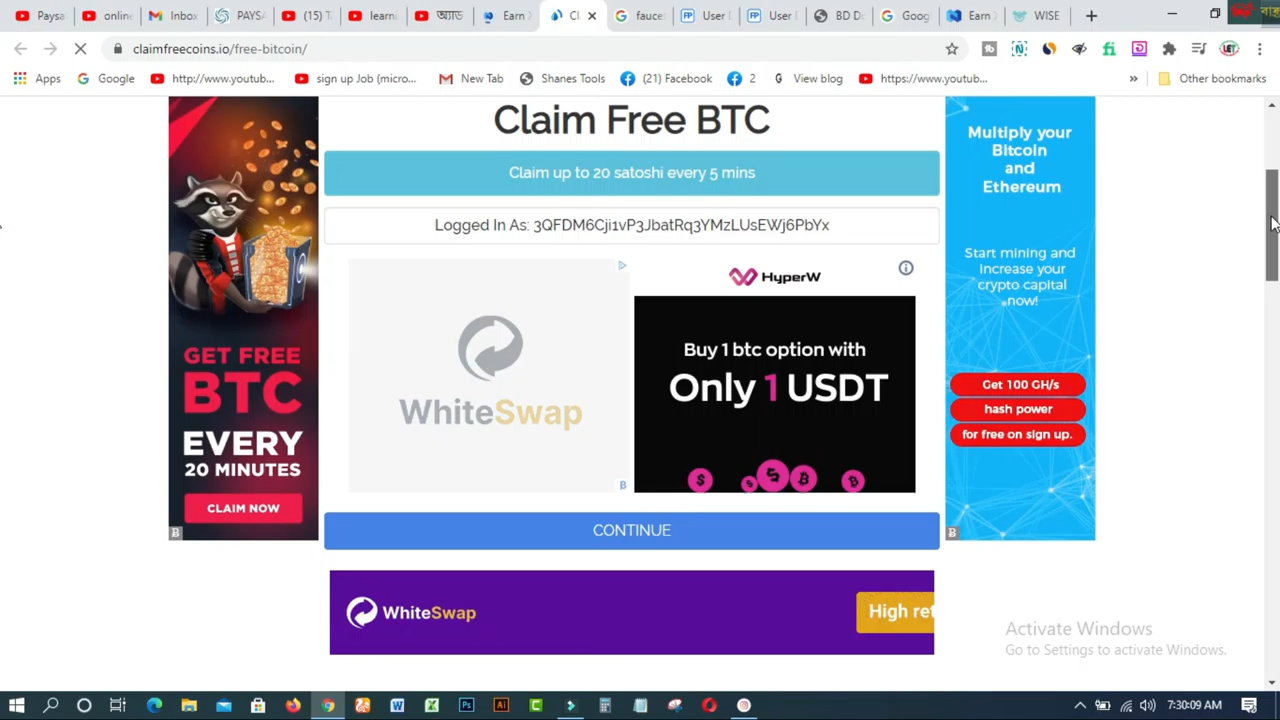 Paysa
online
Inbox
PAYSA
(15) T
learni
অ্যাড
Earn
Cl
faucet
User I
User I
BD Do
Goog
Earn
WISE
claimfreecoins.io/free-bitcoin/
Apps
Google
http://www.youtub...
sign up Job (micro...
New Tab
Shanes Tools
(21) Facebook
2
View blog
https://www.youtub...
»
Other bookmarks
Claim Free BTC
Claim up to 20 satoshi every 5 mins
Logged In As: 3QFDM6Cji1vP3JbatRq3YMzLUsEWj6PbYx
GET FREE
BTC
EVERY
20 MINUTES
CLAIM NOW
WhiteSwap
HyperW
Buy 1 btc option with
Only 1 USDT
Multiply your
Bitcoin
and
Ethereum
Start mining and
increase your
crypto capital
now!
Get 100 GH/s
hash power
for free on sign up.
CONTINUE
WhiteSwap
High ret
Activate Windows
Go to Settings to activate Windows.
7:30:09 AM